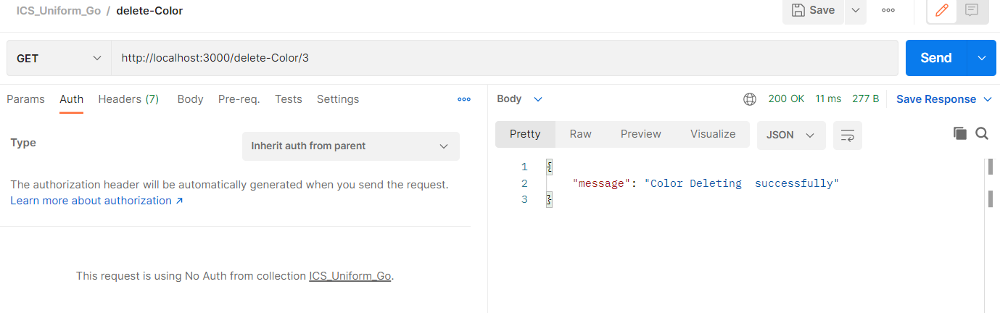 ICS_Uniform_Go / delete-Color
Save
GET
http://localhost:3000/delete-Color/3
Send
Params Auth Headers (7) Body Pre-req. Tests Settings
Type
Inherit auth from parent
The authorization header will be automatically generated when you send the request.
Learn more about authorization ↗
This request is using No Auth from collection ICS_Uniform_Go.
Body
200 OK 11 ms 277 B Save Response
Pretty Raw Preview Visualize JSON
1 {
2 "message": "Color Deleting  successfully"
3 }